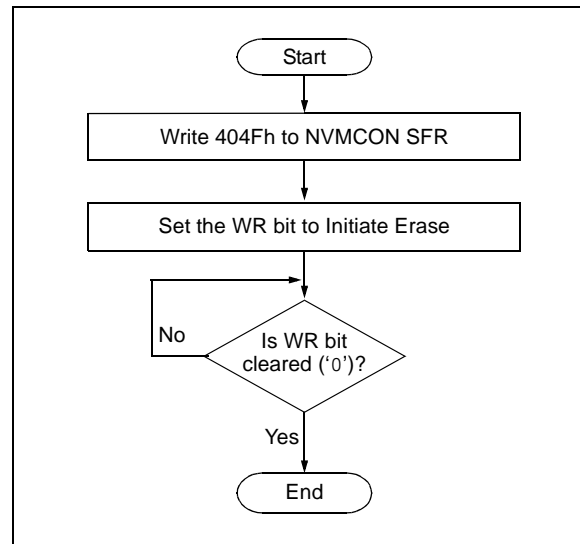 Start
Write 404Fh to NVMCON SFR
Set the WR bit to Initiate Erase
No
Is WR bit
cleared (‘0’)?
Yes
End